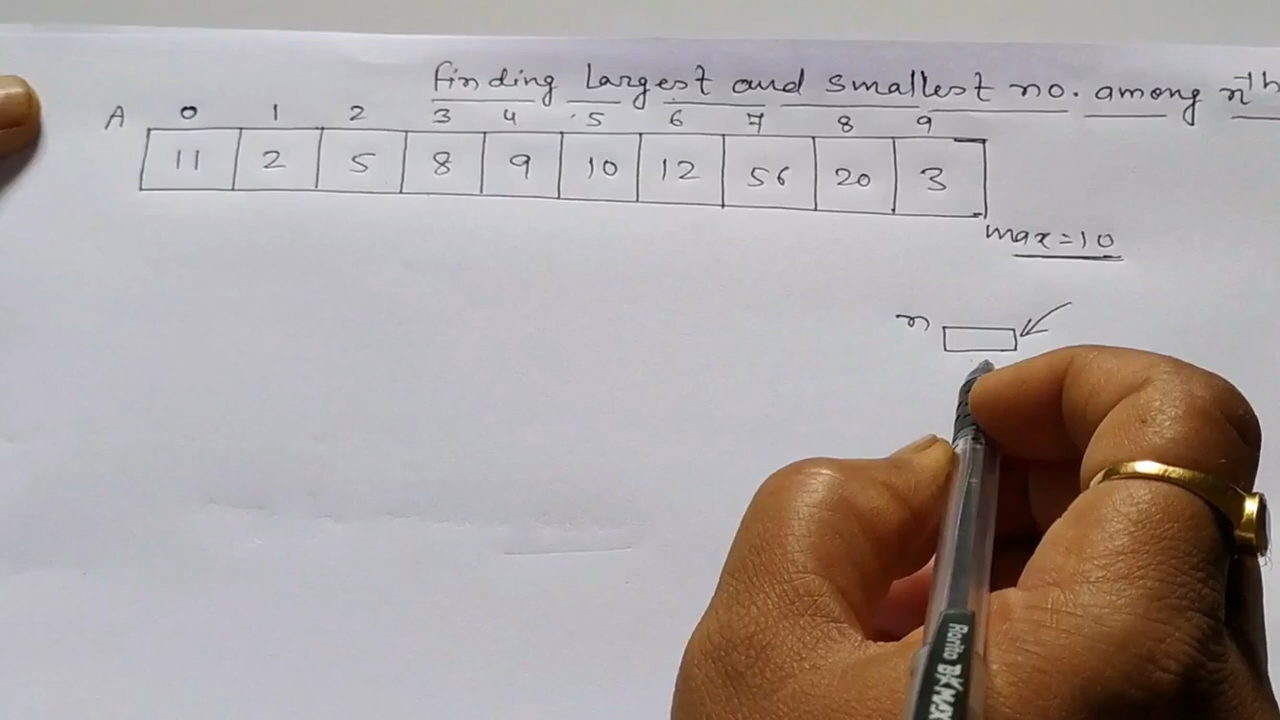 Finding largest and smallest no. among nth
A 0 1 2 3 4 5 6 7 8 9
11 2 5 8 9 10 12 56 20 3
max=10
n
Rorito